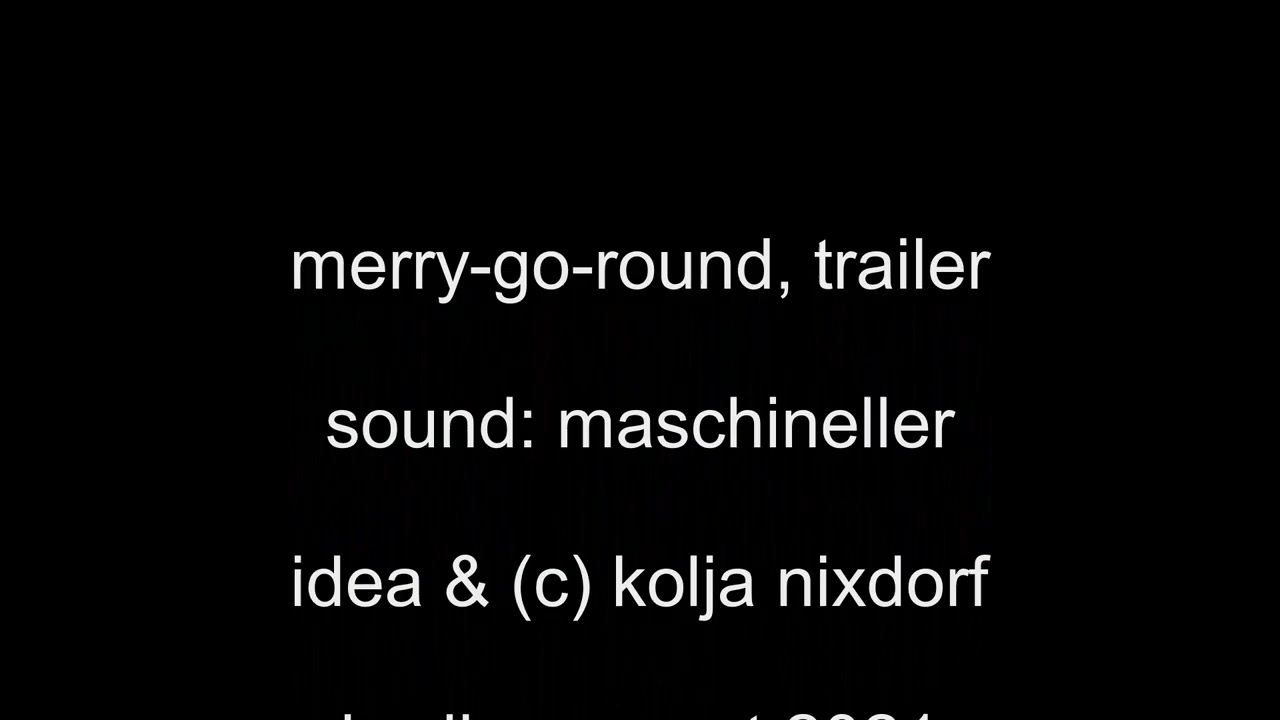 merry-go-round, trailer
sound: maschineller
idea & (c) kolja nixdorf